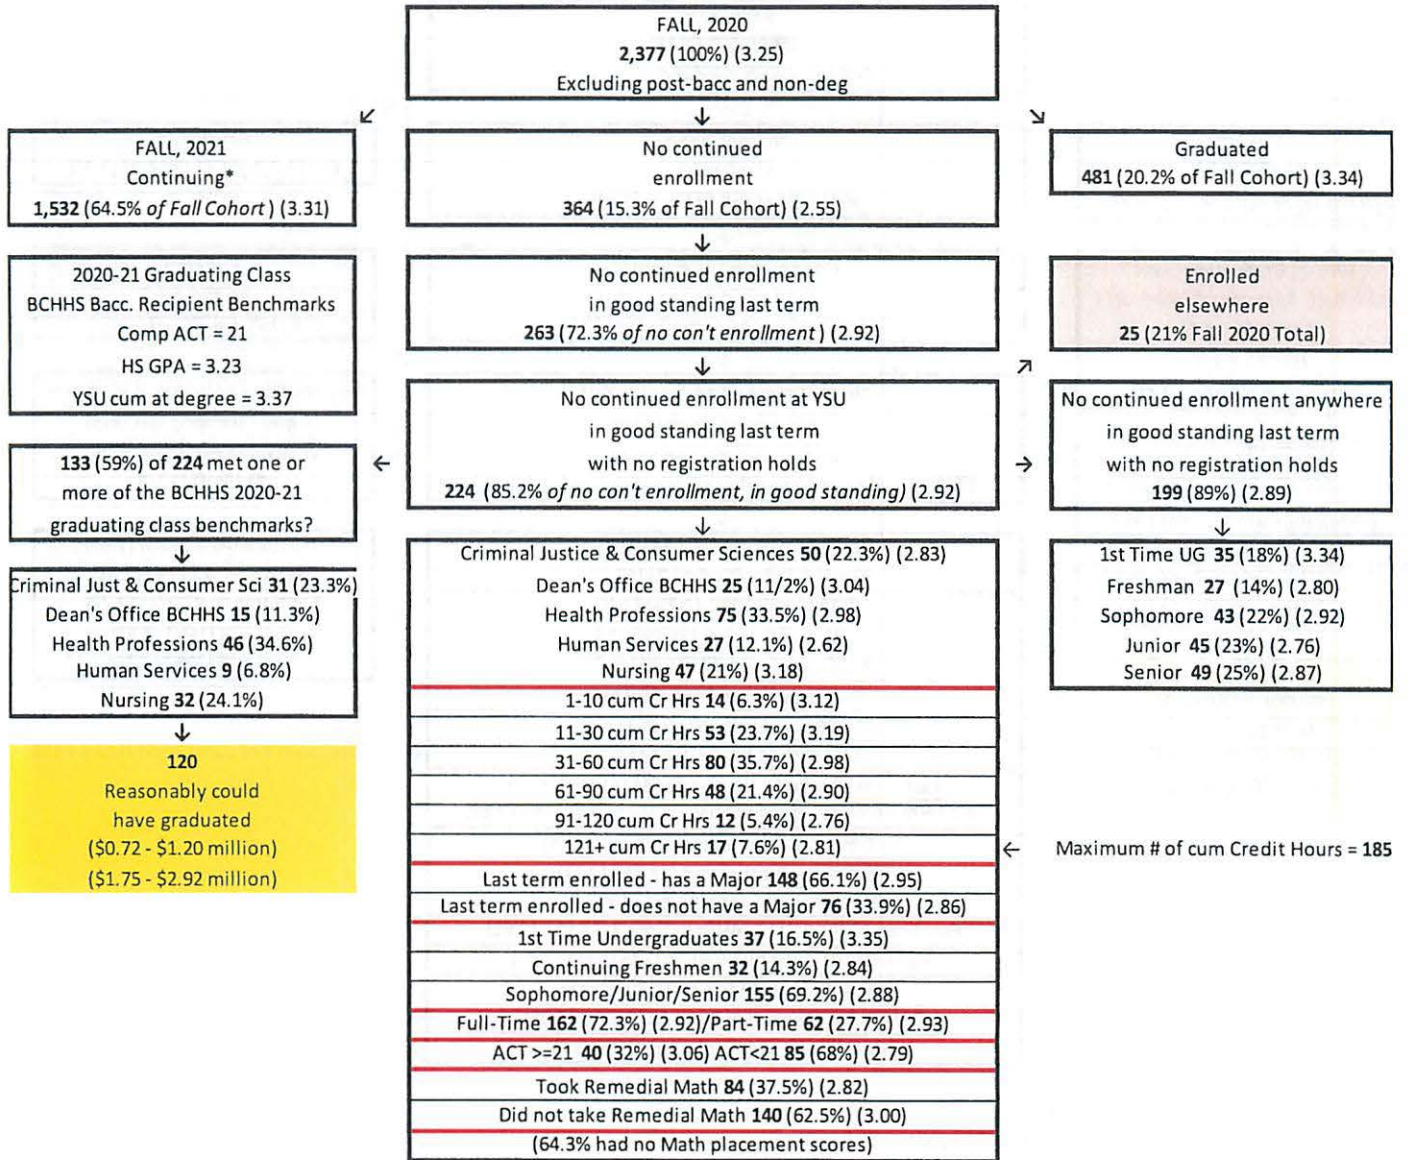 FALL, 2020
2,377 (100%) (3.25)
Excluding post-bacc and non-deg
↙
↓
↘
FALL, 2021
Continuing*
1,532 (64.5% of Fall Cohort) (3.31)
No continued
enrollment
364 (15.3% of Fall Cohort) (2.55)
Graduated
481 (20.2% of Fall Cohort) (3.34)
↓
2020-21 Graduating Class
BCHHS Bacc. Recipient Benchmarks
Comp ACT = 21
HS GPA = 3.23
YSU cum at degree = 3.37
No continued enrollment
in good standing last term
263 (72.3% of no con't enrollment) (2.92)
Enrolled
elsewhere
25 (21% Fall 2020 Total)
↓
↗
No continued enrollment at YSU
in good standing last term
with no registration holds
224 (85.2% of no con't enrollment, in good standing) (2.92)
←
→
No continued enrollment anywhere
in good standing last term
with no registration holds
199 (89%) (2.89)
133 (59%) of 224 met one or
more of the BCHHS 2020-21
graduating class benchmarks?
↓
Criminal Just & Consumer Sci 31 (23.3%)
Dean's Office BCHHS 15 (11.3%)
Health Professions 46 (34.6%)
Human Services 9 (6.8%)
Nursing 32 (24.1%)
↓
120
Reasonably could
have graduated
($0.72 - $1.20 million)
($1.75 - $2.92 million)
↓
Criminal Justice & Consumer Sciences 50 (22.3%) (2.83)
Dean's Office BCHHS 25 (11/2%) (3.04)
Health Professions 75 (33.5%) (2.98)
Human Services 27 (12.1%) (2.62)
Nursing 47 (21%) (3.18)
1-10 cum Cr Hrs 14 (6.3%) (3.12)
11-30 cum Cr Hrs 53 (23.7%) (3.19)
31-60 cum Cr Hrs 80 (35.7%) (2.98)
61-90 cum Cr Hrs 48 (21.4%) (2.90)
91-120 cum Cr Hrs 12 (5.4%) (2.76)
121+ cum Cr Hrs 17 (7.6%) (2.81)
← Maximum # of cum Credit Hours = 185
Last term enrolled - has a Major 148 (66.1%) (2.95)
Last term enrolled - does not have a Major 76 (33.9%) (2.86)
1st Time Undergraduates 37 (16.5%) (3.35)
Continuing Freshmen 32 (14.3%) (2.84)
Sophomore/Junior/Senior 155 (69.2%) (2.88)
Full-Time 162 (72.3%) (2.92)/Part-Time 62 (27.7%) (2.93)
ACT >=21 40 (32%) (3.06) ACT<21 85 (68%) (2.79)
Took Remedial Math 84 (37.5%) (2.82)
Did not take Remedial Math 140 (62.5%) (3.00)
(64.3% had no Math placement scores)
↓
1st Time UG 35 (18%) (3.34)
Freshman 27 (14%) (2.80)
Sophomore 43 (22%) (2.92)
Junior 45 (23%) (2.76)
Senior 49 (25%) (2.87)